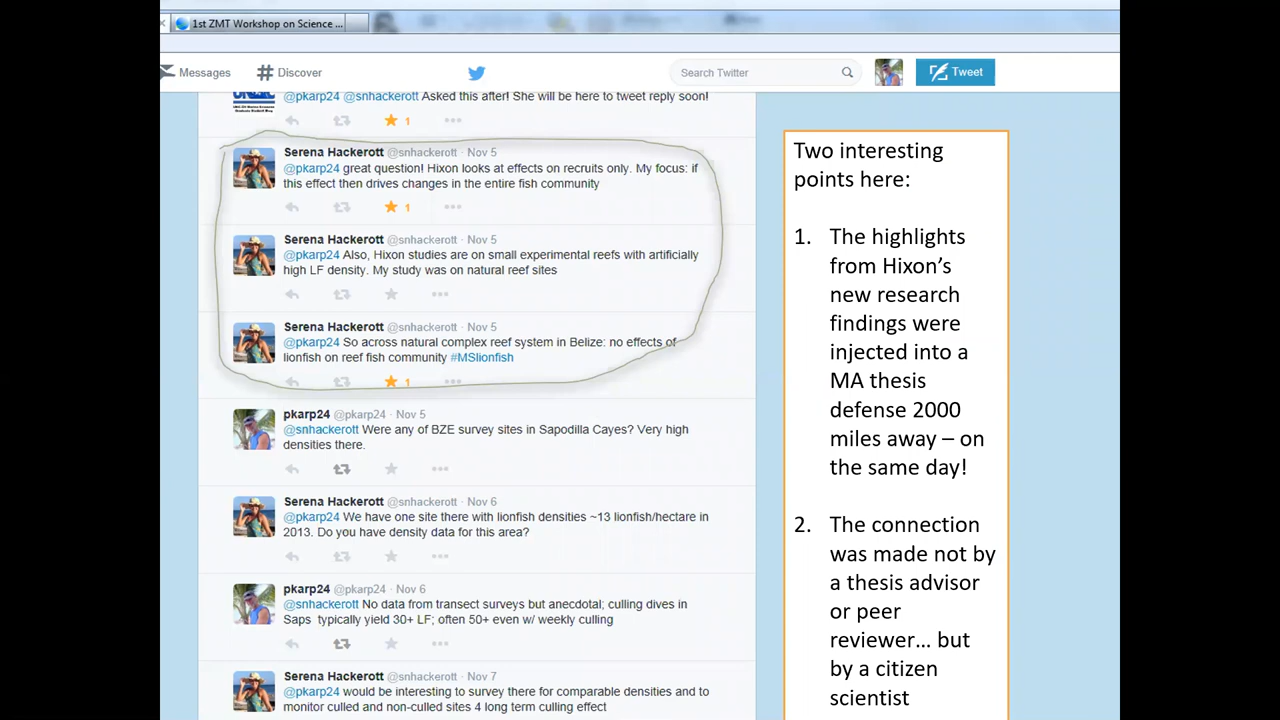 1st ZMT Workshop on Science ...
Messages
Discover
Search Twitter
Tweet
@pkarp24 @snhackerott Asked this after! She will be here to tweet reply soon!
1
Serena Hackerott @snhackerott · Nov 5
@pkarp24 great question! Hixon looks at effects on recruits only. My focus: if
this effect then drives changes in the entire fish community
1
Serena Hackerott @snhackerott · Nov 5
@pkarp24 Also, Hixon studies are on small experimental reefs with artificially
high LF density. My study was on natural reef sites
Serena Hackerott @snhackerott · Nov 5
@pkarp24 So across natural complex reef system in Belize: no effects of
lionfish on reef fish community #MSlionfish
1
pkarp24 @pkarp24 · Nov 5
@snhackerott Were any of BZE survey sites in Sapodilla Cayes? Very high
densities there.
Serena Hackerott @snhackerott · Nov 6
@pkarp24 We have one site there with lionfish densities ~13 lionfish/hectare in
2013. Do you have density data for this area?
pkarp24 @pkarp24 · Nov 6
@snhackerott No data from transect surveys but anecdotal; culling dives in
Saps typically yield 30+ LF; often 50+ even w/ weekly culling
Serena Hackerott @snhackerott · Nov 7
@pkarp24 would be interesting to survey there for comparable densities and to
monitor culled and non-culled sites 4 long term culling effect
Two interesting
points here:
1. The highlights
from Hixon's
new research
findings were
injected into a
MA thesis
defense 2000
miles away – on
the same day!
2. The connection
was made not by
a thesis advisor
or peer
reviewer… but
by a citizen
scientist